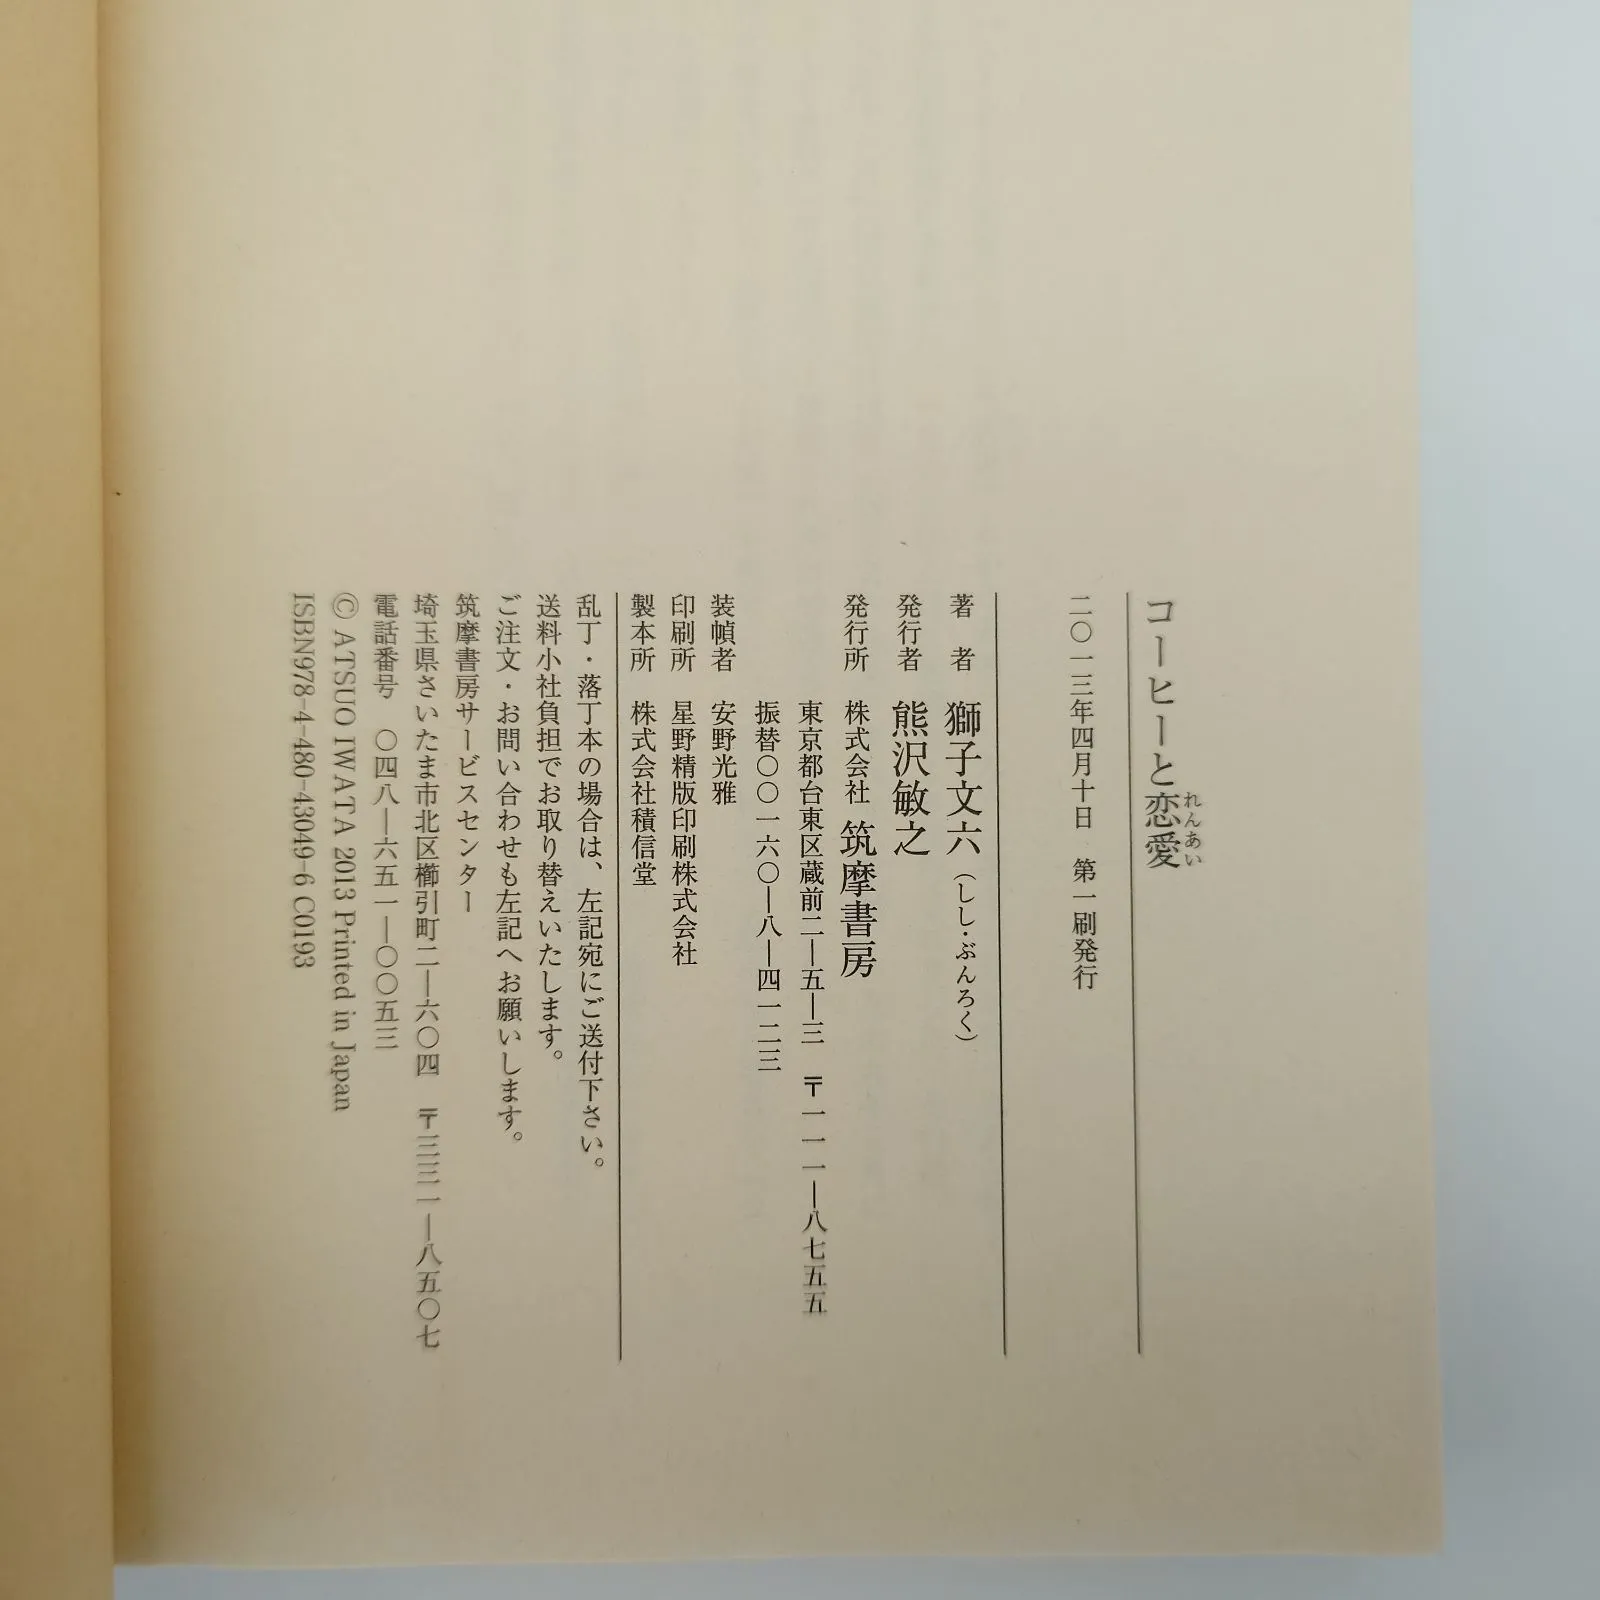 コーヒーと恋愛
れんあい
二〇一三年四月十日 第一刷発行
著 者 獅子文六（しし・ぶんろく）
発行者 熊沢敏之
発行所 株式会社 筑摩書房
東京都台東区蔵前二―五―三 〒一一一―八七五五
振替〇〇一六〇―八―四一二三
装幀者 安野光雅
印刷所 星野精版印刷株式会社
製本所 株式会社積信堂
乱丁・落丁本の場合は、左記宛にご送付下さい。
送料小社負担でお取り替えいたします。
ご注文・お問い合わせも左記へお願いします。
筑摩書房サービスセンター
埼玉県さいたま市北区櫛引町二―六〇四 〒三三一―八五〇七
電話番号 〇四八―六五一―〇〇五三
© ATSUO IWATA 2013 Printed in Japan
ISBN978-4-480-43049-6 C0193